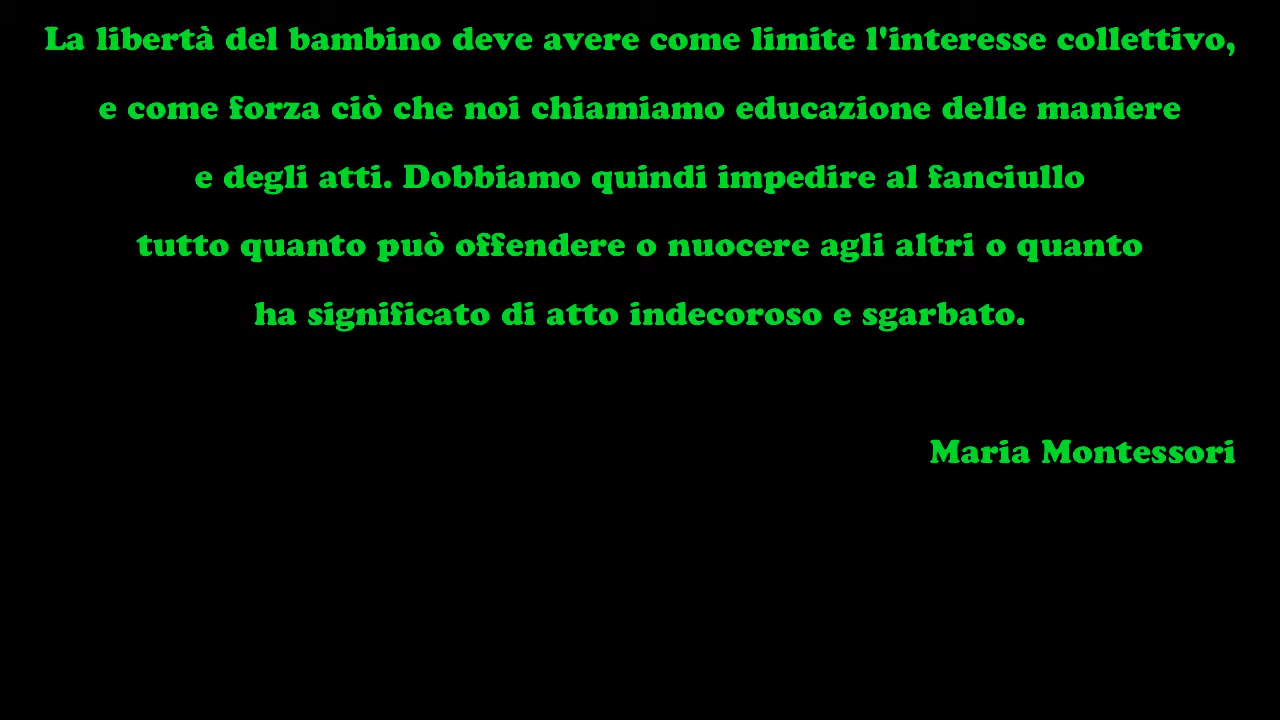 La libertà del bambino deve avere come limite l'interesse collettivo,
e come forza ciò che noi chiamiamo educazione delle maniere
e degli atti. Dobbiamo quindi impedire al fanciullo
tutto quanto può offendere o nuocere agli altri o quanto
ha significato di atto indecoroso e sgarbato.
Maria Montessori